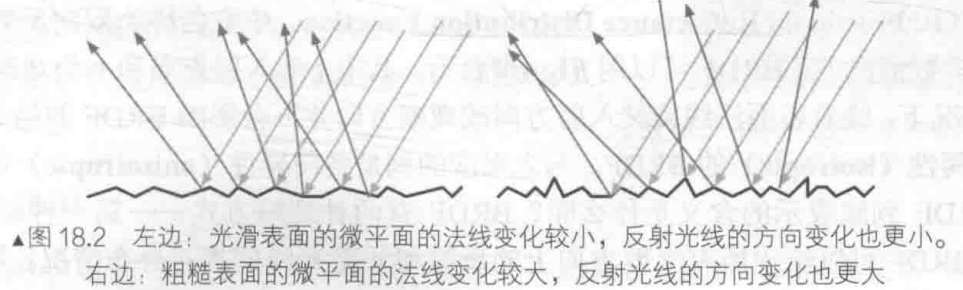 ▲图18.2 左边：光滑表面的微平面的法线变化较小，反射光线的方向变化也更小。
右边：粗糙表面的微平面的法线变化较大，反射光线的方向变化也更大